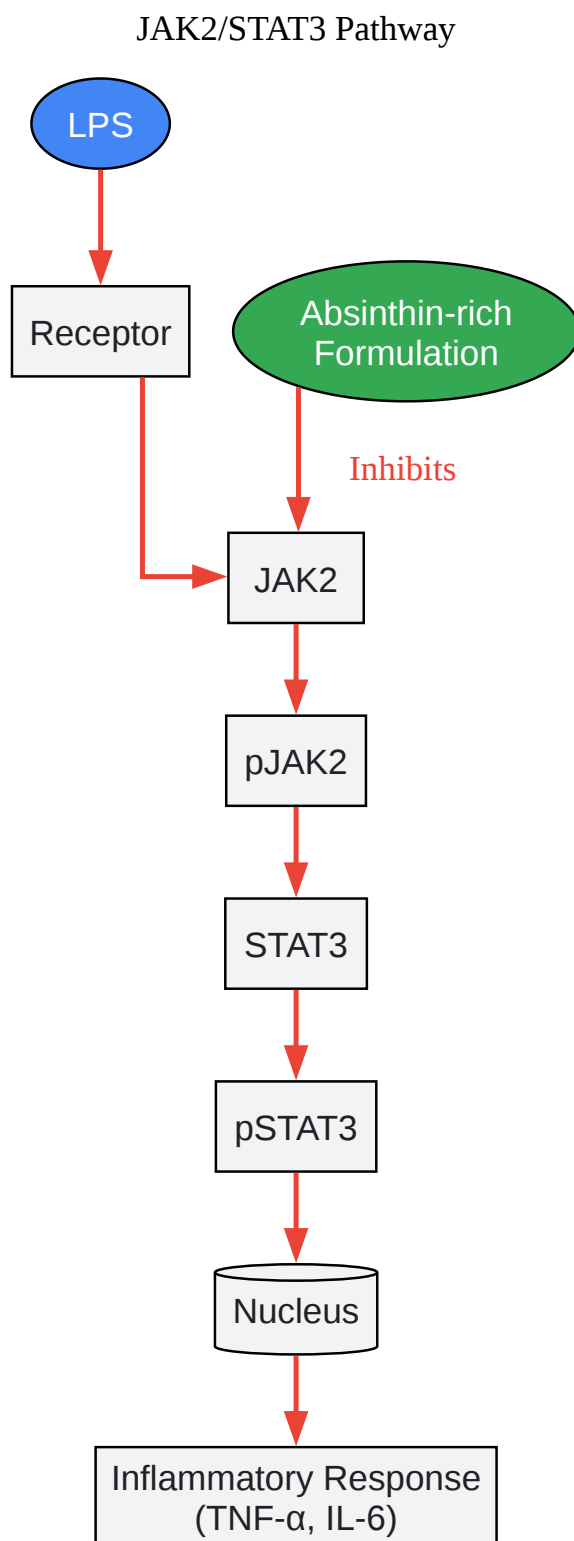 JAK2/STAT3 Pathway
LPS
Receptor
Absinthin-rich
Formulation
Inhibits
JAK2
pJAK2
STAT3
pSTAT3
Nucleus
Inflammatory Response
(TNF-α, IL-6)